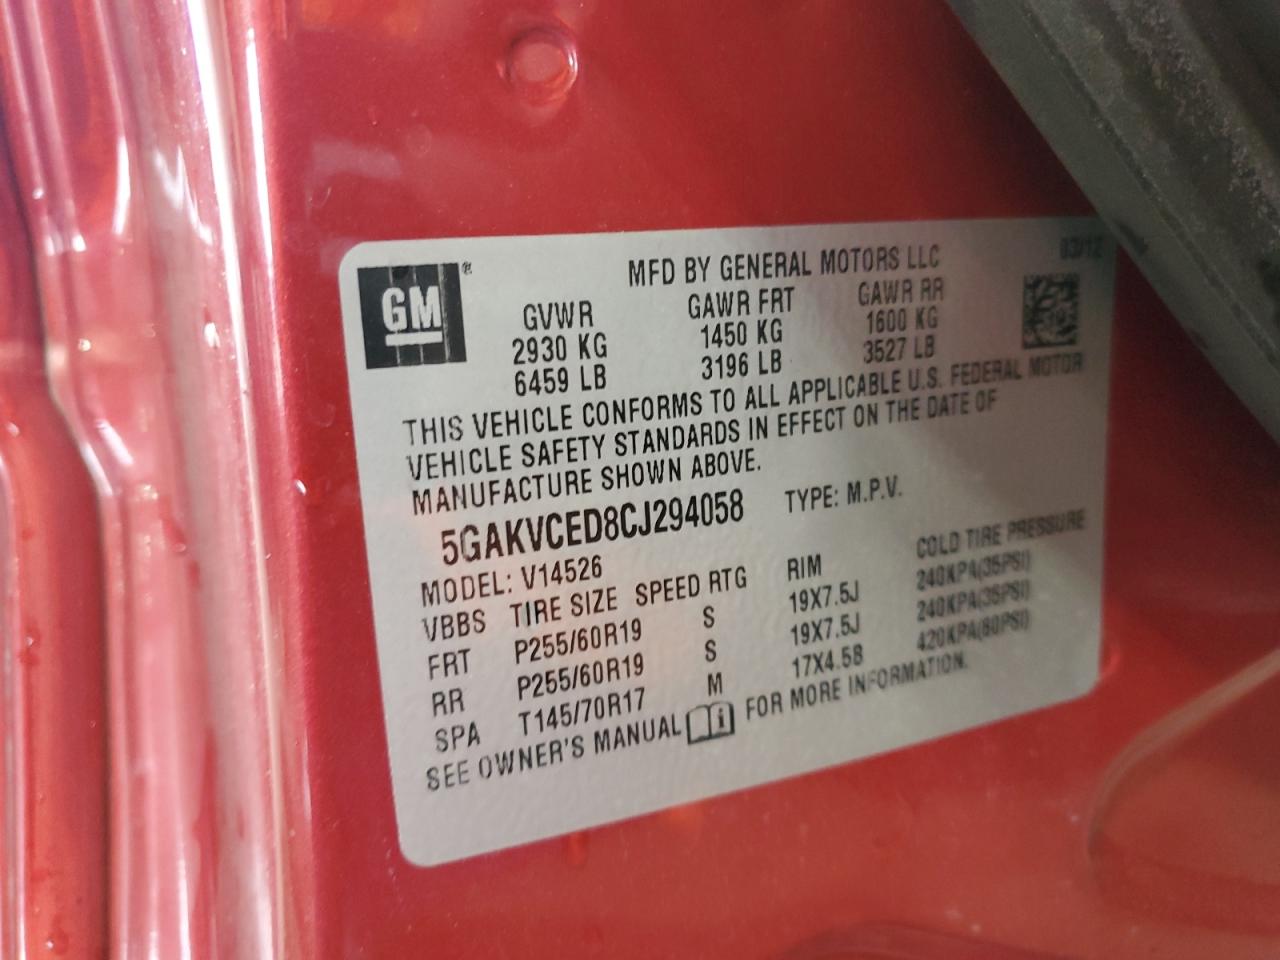 GM ®
MFD BY GENERAL MOTORS LLC 03/12
GVWR GAWR FRT GAWR RR
2930 KG 1450 KG 1600 KG
6459 LB 3196 LB 3527 LB
THIS VEHICLE CONFORMS TO ALL APPLICABLE U.S. FEDERAL MOTOR
VEHICLE SAFETY STANDARDS IN EFFECT ON THE DATE OF
MANUFACTURE SHOWN ABOVE.
5GAKVCED8CJ294058 TYPE: M.P.V.
MODEL: V14526
VBBS TIRE SIZE SPEED RTG RIM COLD TIRE PRESSURE
FRT P255/60R19 S 19X7.5J 240KPA(35PSI)
RR P255/60R19 S 19X7.5J 240KPA(35PSI)
SPA T145/70R17 M 17X4.5B 420KPA(60PSI)
SEE OWNER'S MANUAL FOR MORE INFORMATION.